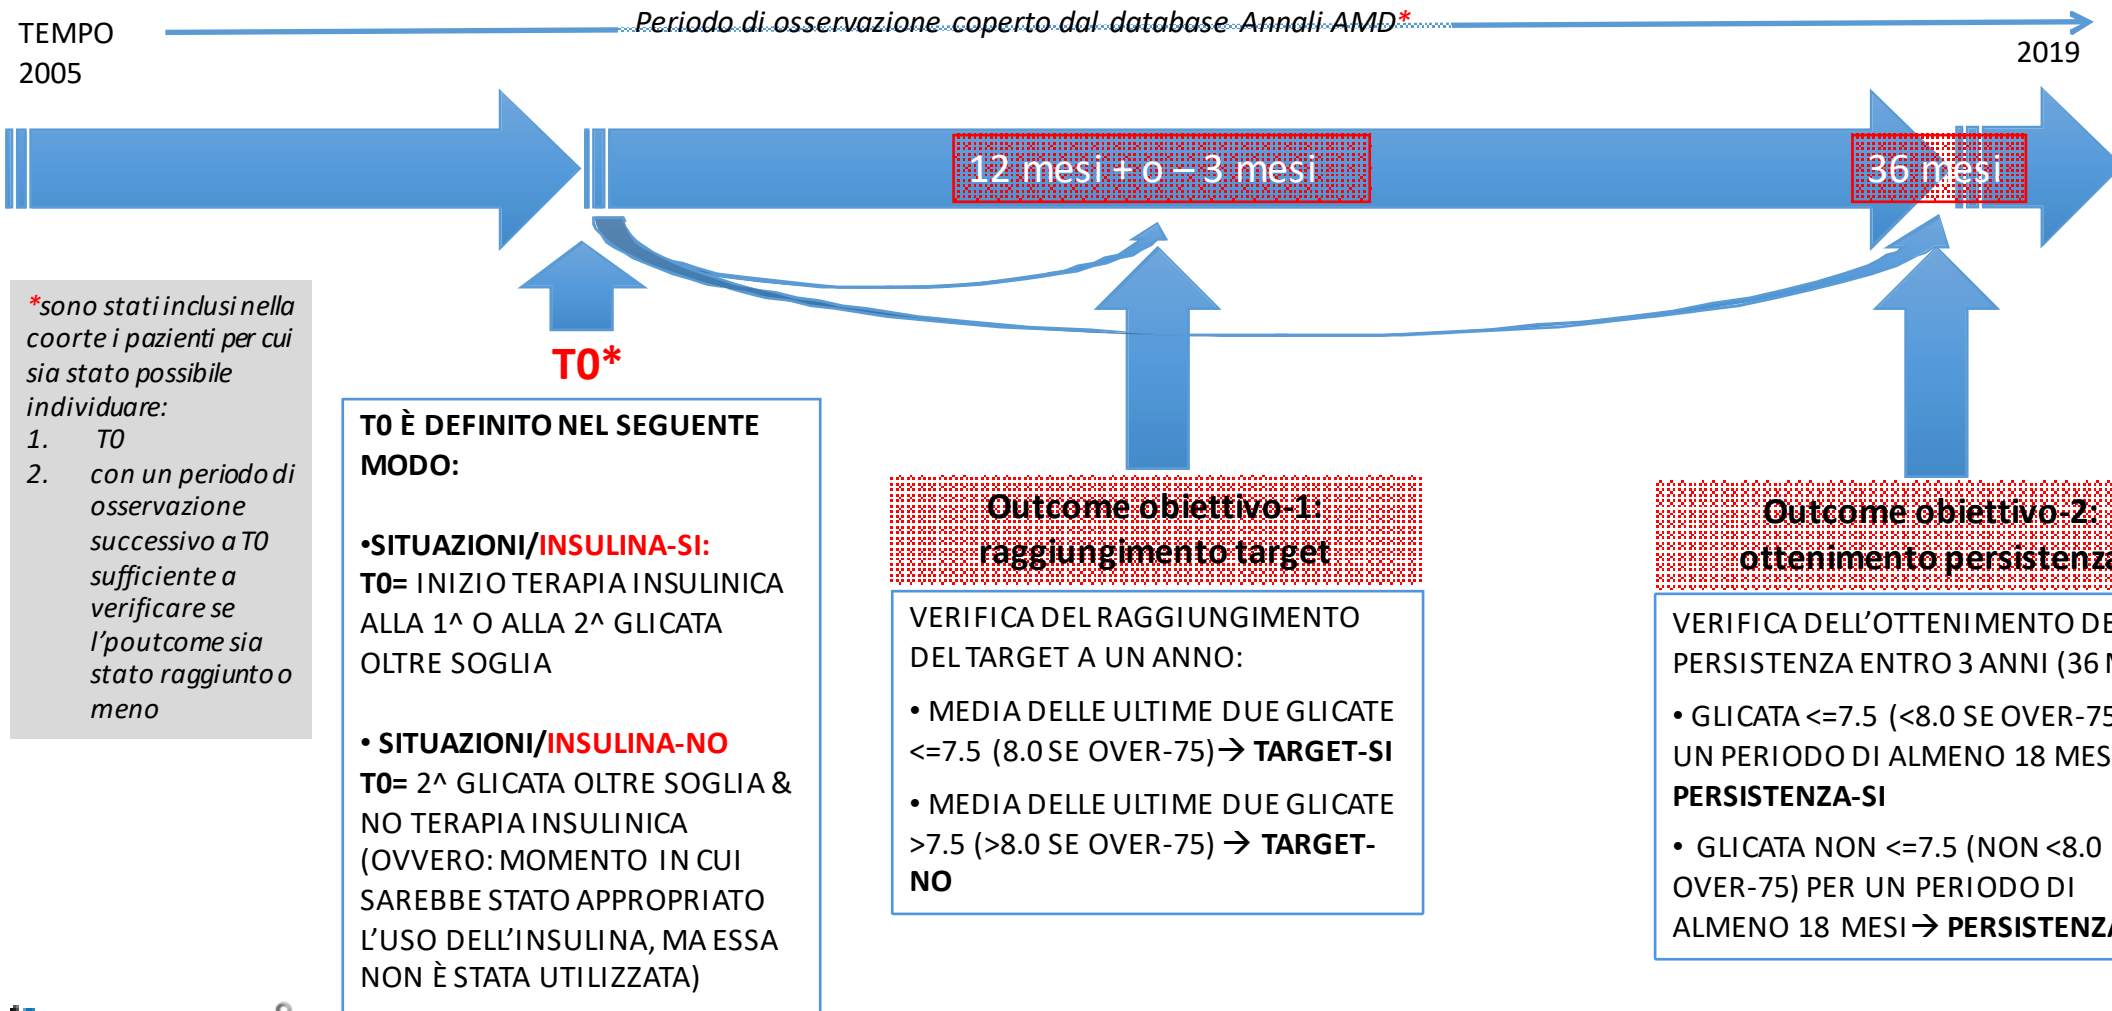 TEMPO
2005
Periodo di osservazione coperto dal database Annali AMD*
2019
12 mesi + o – 3 mesi
36 mesi
*sono stati inclusi nella
coorte i pazienti per cui
sia stato possibile
individuare:
1. T0
2. con un periodo di
osservazione
successivo a T0
sufficiente a
verificare se
l’poutcome sia
stato raggiunto o
meno
T0*
T0 È DEFINITO NEL SEGUENTE
MODO:
•SITUAZIONI/INSULINA-SI:
T0= INIZIO TERAPIA INSULINICA
ALLA 1^ O ALLA 2^ GLICATA
OLTRE SOGLIA
• SITUAZIONI/INSULINA-NO
T0= 2^ GLICATA OLTRE SOGLIA &
NO TERAPIA INSULINICA
(OVVERO: MOMENTO IN CUI
SAREBBE STATO APPROPRIATO
L’USO DELL’INSULINA, MA ESSA
NON È STATA UTILIZZATA)
Outcome obiettivo-1:
raggiungimento target
VERIFICA DEL RAGGIUNGIMENTO
DEL TARGET A UN ANNO:
• MEDIA DELLE ULTIME DUE GLICATE
<=7.5 (8.0 SE OVER-75)→ TARGET-SI
• MEDIA DELLE ULTIME DUE GLICATE
>7.5 (>8.0 SE OVER-75) → TARGET-
NO
Outcome obiettivo-2:
ottenimento persistenza
VERIFICA DELL’OTTENIMENTO
PERSISTENZA ENTRO 3 ANNI (36
• GLICATA <=7.5 (<8.0 SE OVER-75
UN PERIODO DI ALMENO 18
PERSISTENZA-SI
• GLICATA NON <=7.5 (NON <8.0
OVER-75) PER UN PERIODO DI
ALMENO 18 MESI→ PERSISTENZA